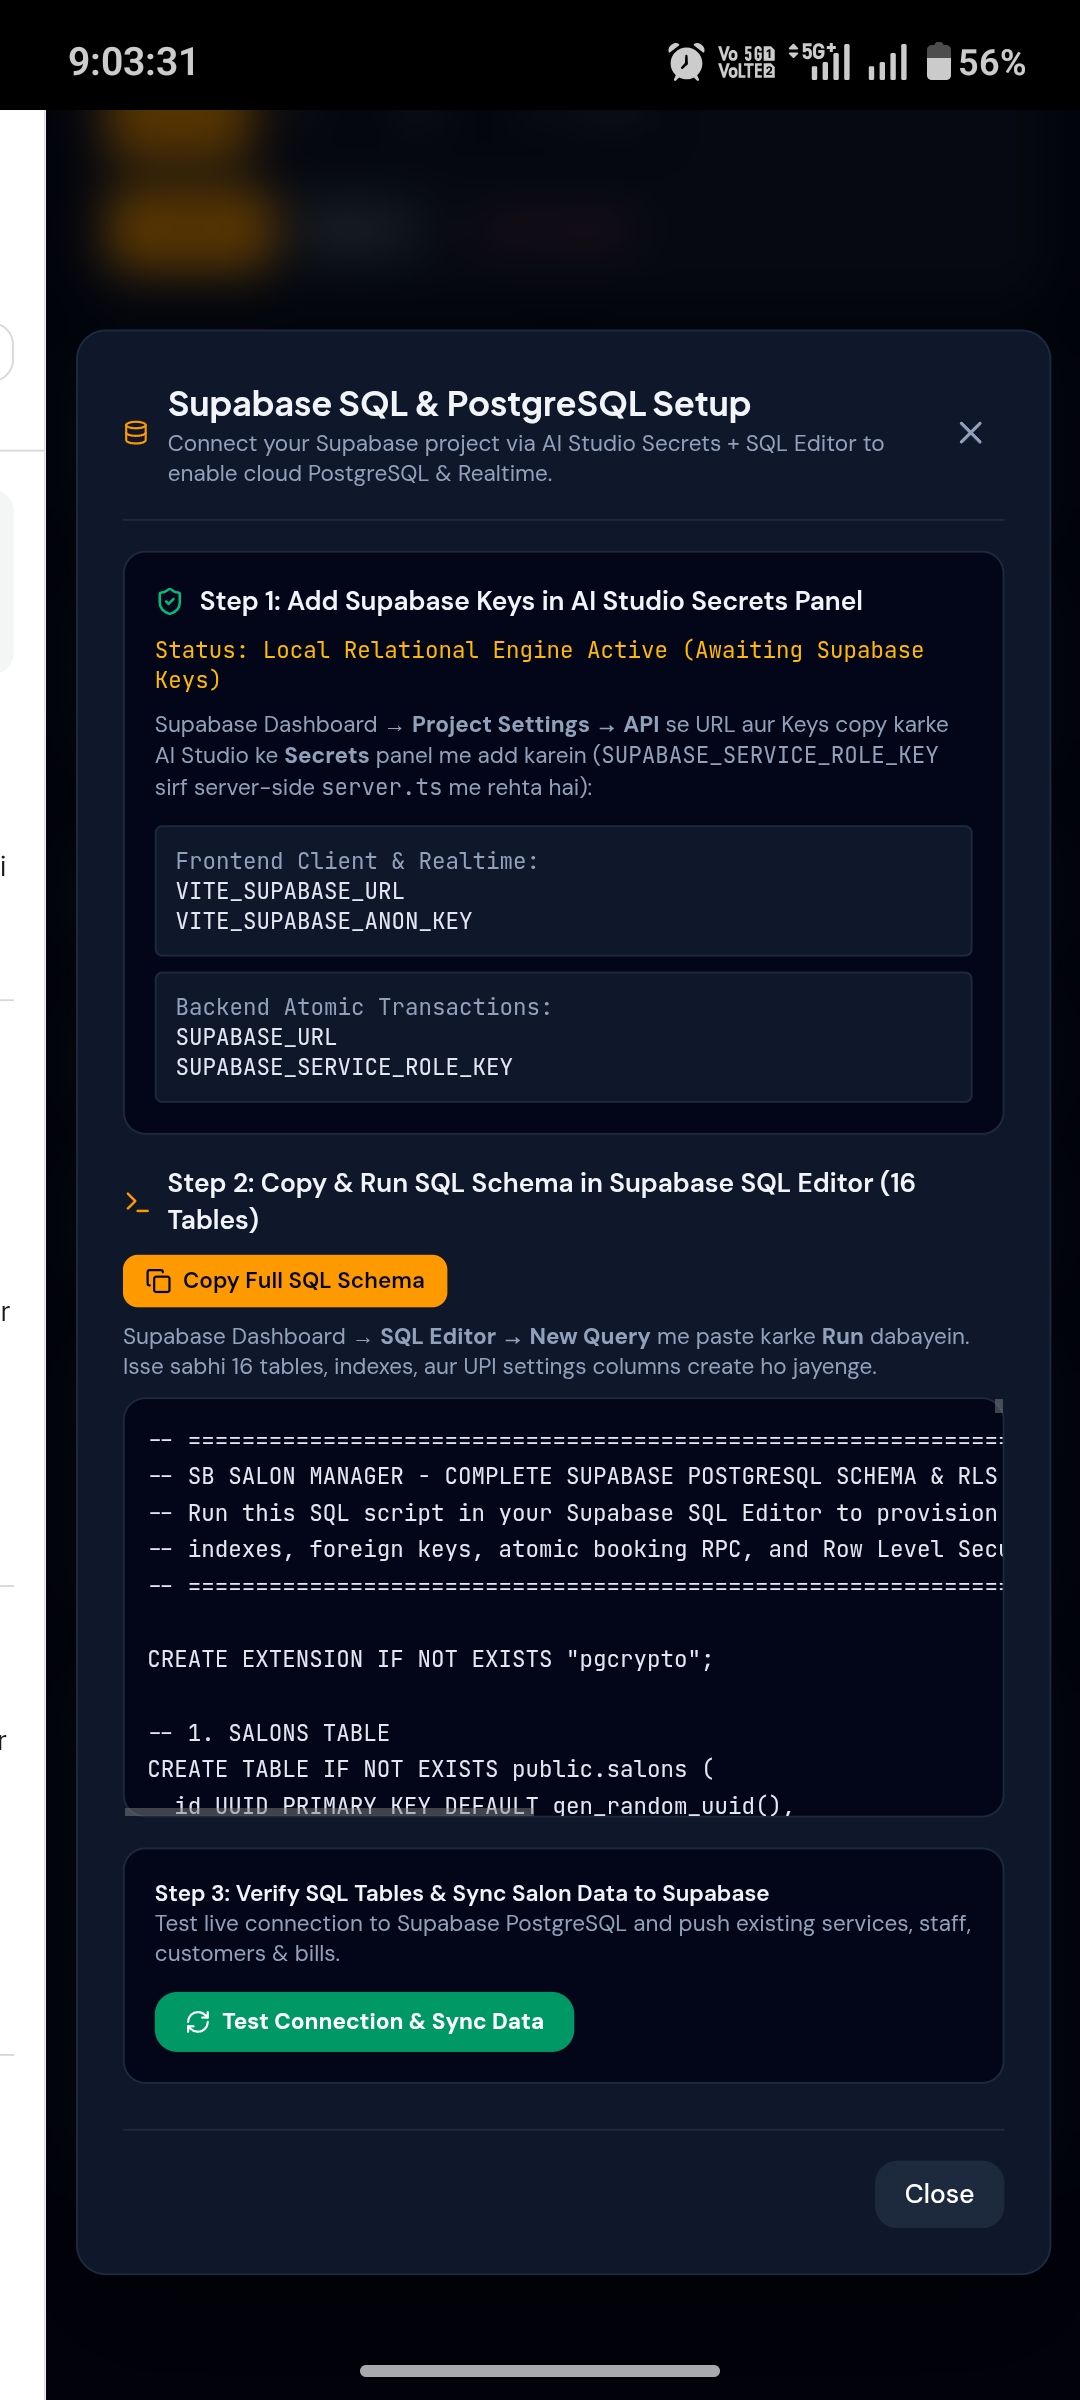 9:03:31
Vo 5G 1 VoLTE 2 5G+ 56%
Supabase SQL & PostgreSQL Setup
Connect your Supabase project via AI Studio Secrets + SQL Editor to
enable cloud PostgreSQL & Realtime.
Step 1: Add Supabase Keys in AI Studio Secrets Panel
Status: Local Relational Engine Active (Awaiting Supabase
Keys)
Supabase Dashboard → Project Settings → API se URL aur Keys copy karke
AI Studio ke Secrets panel me add karein (SUPABASE_SERVICE_ROLE_KEY
sirf server-side server.ts me rehta hai):
i
Frontend Client & Realtime:
VITE_SUPABASE_URL
VITE_SUPABASE_ANON_KEY
Backend Atomic Transactions:
SUPABASE_URL
SUPABASE_SERVICE_ROLE_KEY
Step 2: Copy & Run SQL Schema in Supabase SQL Editor (16
Tables)
Copy Full SQL Schema
r
Supabase Dashboard → SQL Editor → New Query me paste karke Run dabayein.
Isse sabhi 16 tables, indexes, aur UPI settings columns create ho jayenge.
-- ============================================================
-- SB SALON MANAGER - COMPLETE SUPABASE POSTGRESQL SCHEMA & RLS
-- Run this SQL script in your Supabase SQL Editor to provision
-- indexes, foreign keys, atomic booking RPC, and Row Level Secu
-- ============================================================
CREATE EXTENSION IF NOT EXISTS "pgcrypto";
-- 1. SALONS TABLE
r
CREATE TABLE IF NOT EXISTS public.salons (
id UUID PRIMARY KEY DEFAULT gen_random_uuid(),
Step 3: Verify SQL Tables & Sync Salon Data to Supabase
Test live connection to Supabase PostgreSQL and push existing services, staff,
customers & bills.
Test Connection & Sync Data
Close